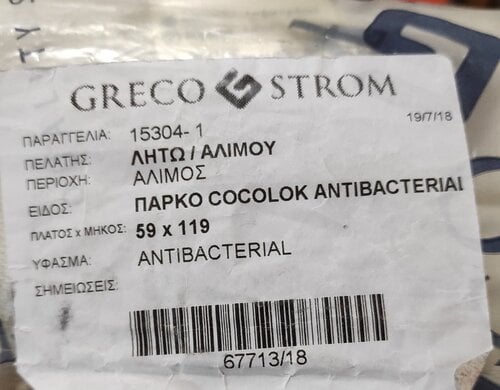 GRECO STROM
19/7/18
ΠΑΡΑΓΓΕΛΙΑ: 15304- 1
ΠΕΛΑΤΗΣ: ΛΗΤΩ / ΑΛΙΜΟΥ
ΠΕΡΙΟΧΗ: ΑΛΙΜΟΣ
ΕΙΔΟΣ: ΠΑΡΚΟ COCOLOK ANTIBACTERIAL
ΠΛΑΤΟΣ x ΜΗΚΟΣ: 59 x 119
ΥΦΑΣΜΑ: ANTIBACTERIAL
ΣΗΜΕΙΩΣΕΙΣ:
67713/18